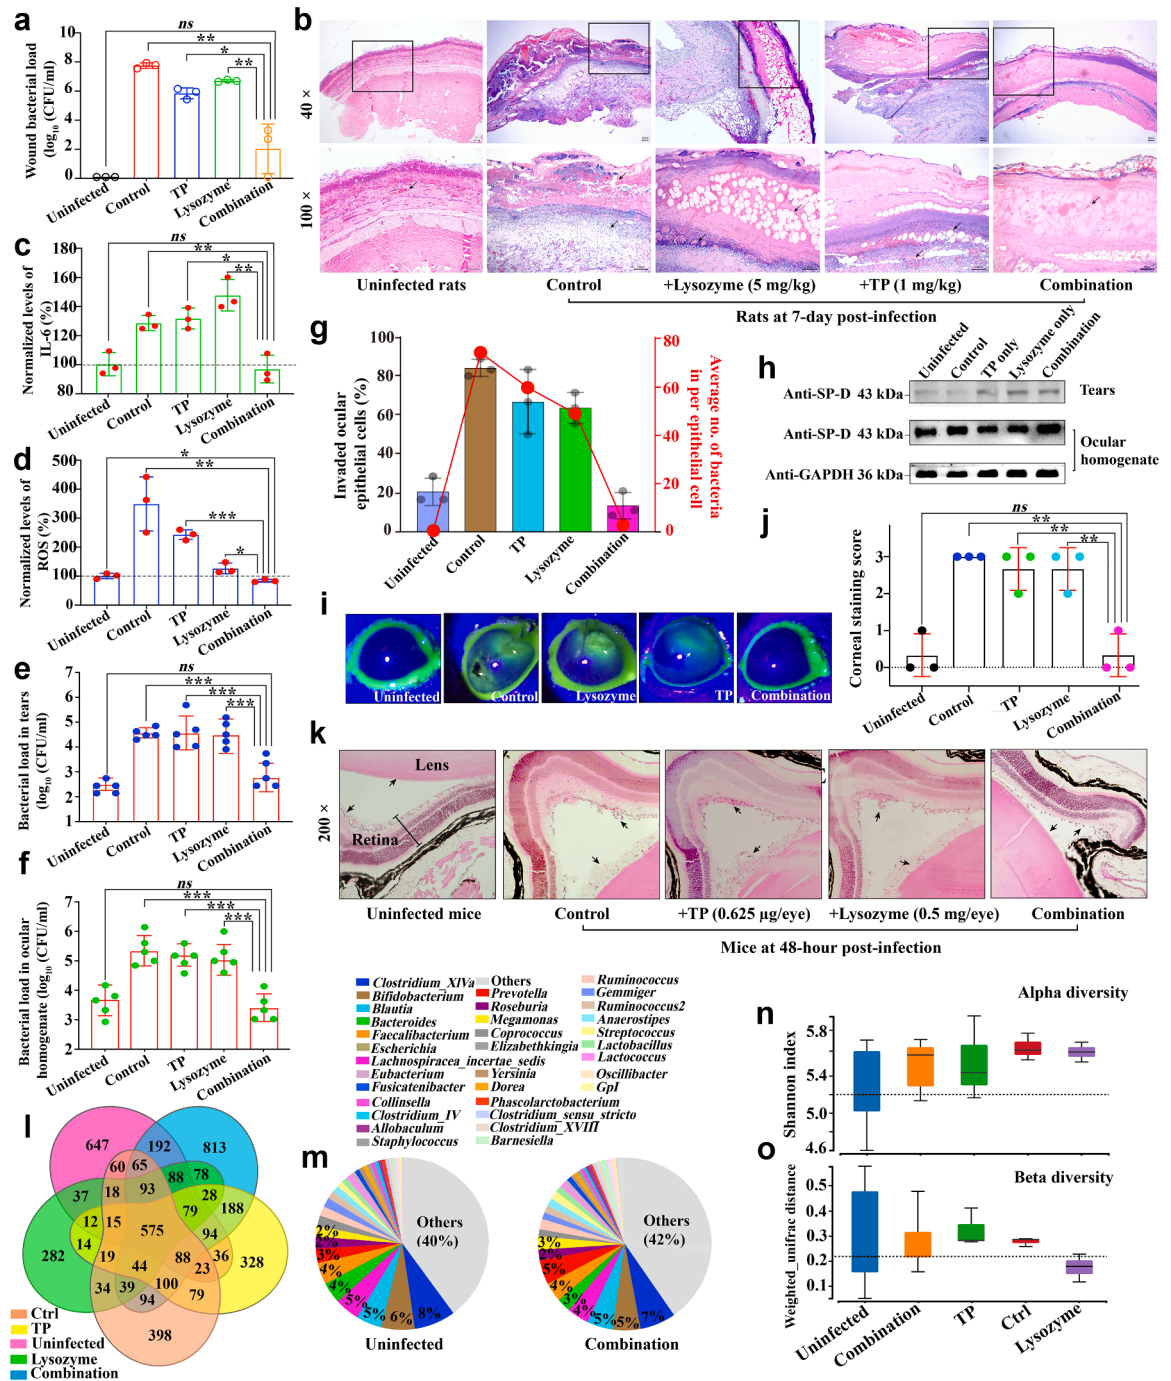 a
Wound bacterial load
(log10 (CFU/ml)
10
8
6
4
2
0
ns
**
*
**
Uninfected
Control
TP
Lysozyme
Combination
b
40 ×
100 ×
Uninfected rats
Control
+Lysozyme (5 mg/kg)
+TP (1 mg/kg)
Combination
Rats at 7-day post-infection
c
Normalized levels of
IL-6 (%)
180
160
140
120
100
80
ns
**
*
**
Uninfected
Control
TP
Lysozyme
Combination
d
Normalized levels of
ROS (%)
500
400
300
200
100
0
*
**
***
*
Uninfected
Control
TP
Lysozyme
Combination
e
Bacterial load in tears
(log10 (CFU/ml)
7
6
5
4
3
2
1
ns
***
***
***
Uninfected
Control
TP
Lysozyme
Combination
f
Bacterial load in ocular
homogenate (log10 (CFU/ml)
7
6
5
4
3
2
ns
***
***
***
Uninfected
Control
TP
Lysozyme
Combination
g
Invaded ocular
epithelial cells (%)
100
80
60
40
20
0
80
60
40
20
0
Average no. of bacteria
in per epithelial cell
Uninfected
Control
TP
Lysozyme
Combination
h
Uninfected
Control
TP only
Lysozyme only
Combination
Anti-SP-D 43 kDa
Tears
Anti-SP-D 43 kDa
Anti-GAPDH 36 kDa
Ocular
homogenate
i
Uninfected
Control
Lysozyme
TP
Combination
j
Corneal staining score
3
2
1
0
ns
**
**
**
Uninfected
Control
TP
Lysozyme
Combination
k
200 ×
Lens
Retina
Uninfected mice
Control
+TP (0.625 µg/eye)
+Lysozyme (0.5 mg/eye)
Combination
Mice at 48-hour post-infection
l
647
192
813
60
65
88
78
37
18
93
28
188
79
12
15
575
94
14
282
19
88
36
328
23
44
34
39
100
79
94
398
Ctrl
TP
Uninfected
Lysozyme
Combination
Clostridium_XlVa
Bifidobacterium
Blautia
Bacteroides
Faecalibacterium
Escherichia
Lachnospiracea_incertae_sedis
Eubacterium
Fusicatenibacter
Collinsella
Clostridium_IV
Allobaculum
Staphylococcus
Others
Prevotella
Roseburia
Megamonas
Coprococcus
Elizabethkingia
Yersinia
Dorea
Phascolarctobacterium
Clostridium_sensu_stricto
Clostridium_XVIII
Barnesiella
Ruminococcus
Gemmiger
Ruminococcus2
Anaerostipes
Streptococcus
Lactobacillus
Lactococcus
Oscillibacter
GpI
m
Others
(40%)
2%
2%
3%
4%
4%
5%
5%
6%
8%
Uninfected
Others
(42%)
3%
2%
5%
4%
3%
4%
5%
5%
7%
Combination
n
Alpha diversity
Shannon index
5.8
5.4
5.0
4.6
o
Beta diversity
Weighted_unifrac distance
0.5
0.4
0.3
0.2
0.1
Uninfected
Combination
TP
Ctrl
Lysozyme